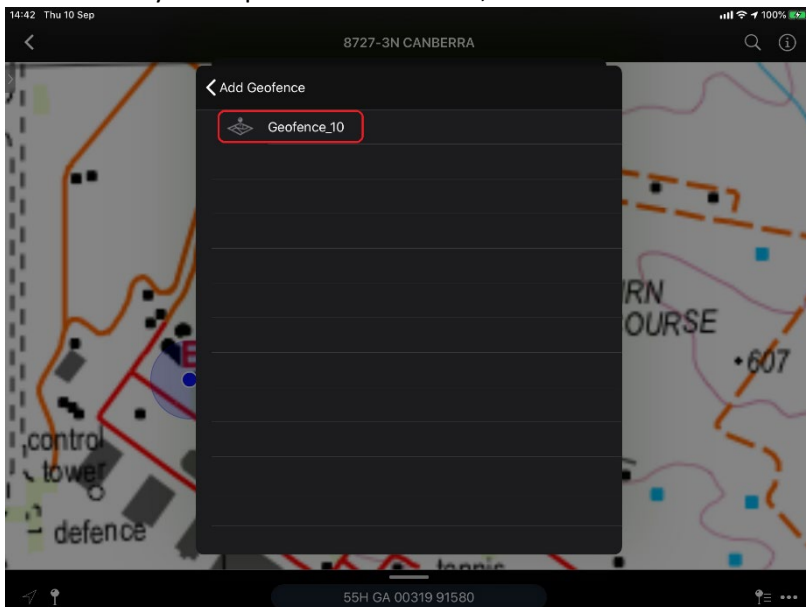 14:42 Thu 10 Sep
100%
8727-3N CANBERRA
Add Geofence
Geofence_10
OURSE
607
control
tower
defence
55H GA 00319 91580